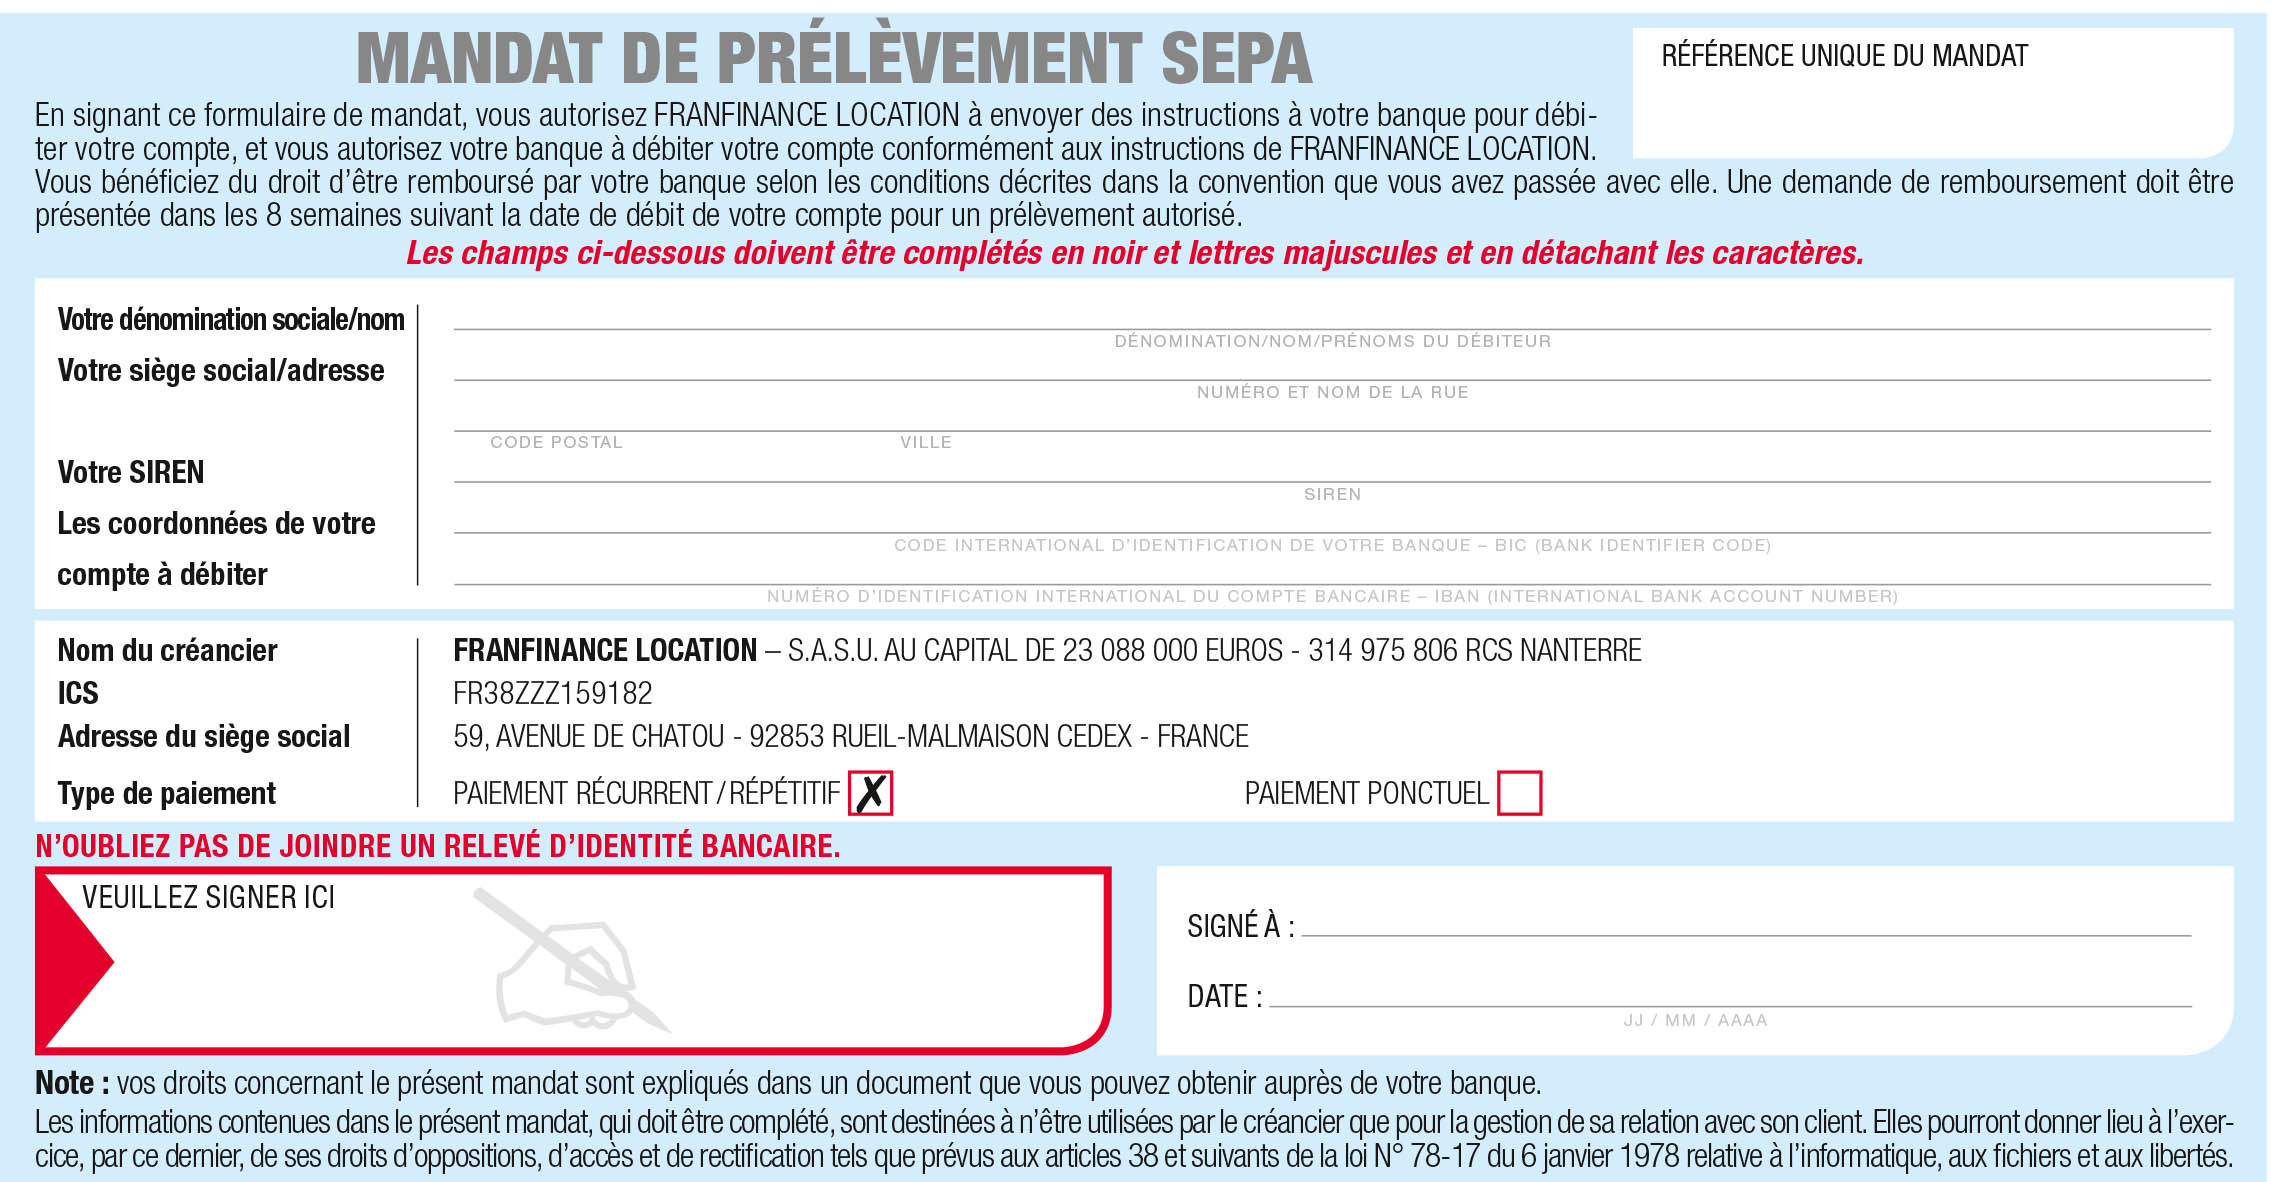 MANDAT DE PRÉLÈVEMENT SEPA
RÉFÉRENCE UNIQUE DU MANDAT
En signant ce formulaire de mandat, vous autorisez FRANFINANCE LOCATION à envoyer des instructions à votre banque pour débi-
ter votre compte, et vous autorisez votre banque à débiter votre compte conformément aux instructions de FRANFINANCE LOCATION.
Vous bénéficiez du droit d’être remboursé par votre banque selon les conditions décrites dans la convention que vous avez passée avec elle. Une demande de remboursement doit être
présentée dans les 8 semaines suivant la date de débit de votre compte pour un prélèvement autorisé.
Les champs ci-dessous doivent être complétés en noir et lettres majuscules et en détachant les caractères.
Votre dénomination sociale/nom
DÉNOMINATION/NOM/PRÉNOMS DU DÉBITEUR
Votre siège social/adresse
NUMÉRO ET NOM DE LA RUE
CODE POSTAL VILLE
Votre SIREN
SIREN
Les coordonnées de votre
CODE INTERNATIONAL D’IDENTIFICATION DE VOTRE BANQUE – BIC (BANK IDENTIFIER CODE)
compte à débiter
NUMÉRO D’IDENTIFICATION INTERNATIONAL DU COMPTE BANCAIRE – IBAN (INTERNATIONAL BANK ACCOUNT NUMBER)
Nom du créancier FRANFINANCE LOCATION – S.A.S.U. AU CAPITAL DE 23 088 000 EUROS - 314 975 806 RCS NANTERRE
ICS FR38ZZZ159182
Adresse du siège social 59, AVENUE DE CHATOU - 92853 RUEIL-MALMAISON CEDEX - FRANCE
Type de paiement PAIEMENT RÉCURRENT / RÉPÉTITIF ✗ PAIEMENT PONCTUEL
N’OUBLIEZ PAS DE JOINDRE UN RELEVÉ D’IDENTITÉ BANCAIRE.
VEUILLEZ SIGNER ICI
SIGNÉ À :
DATE :
JJ / MM / AAAA
Note : vos droits concernant le présent mandat sont expliqués dans un document que vous pouvez obtenir auprès de votre banque.
Les informations contenues dans le présent mandat, qui doit être complété, sont destinées à n’être utilisées par le créancier que pour la gestion de sa relation avec son client. Elles pourront donner lieu à l’exer-
cice, par ce dernier, de ses droits d’oppositions, d’accès et de rectification tels que prévus aux articles 38 et suivants de la loi N° 78-17 du 6 janvier 1978 relative à l’informatique, aux fichiers et aux libertés.